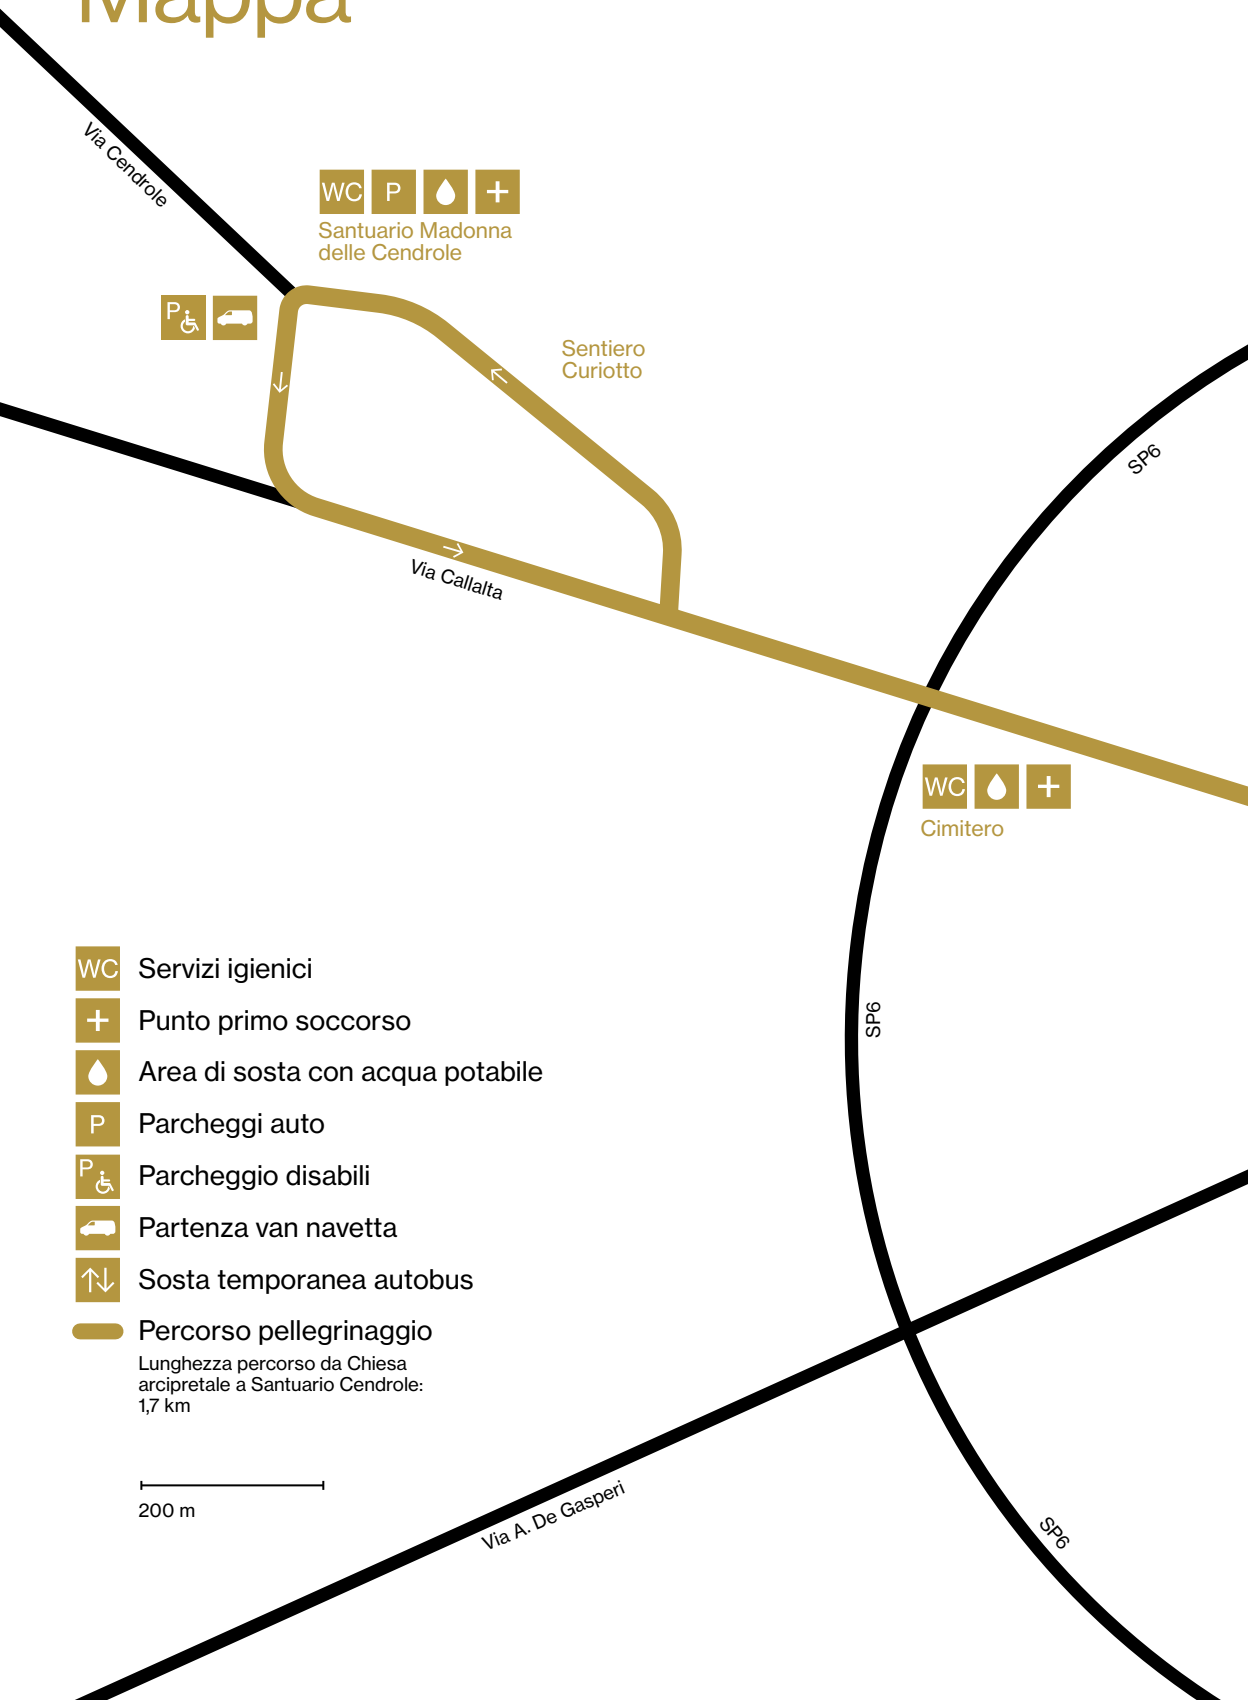 Mappa
Via Cendrole
WC P
Santuario Madonna
delle Cendrole
P
Sentiero
Curiotto
SP6
Via Callalta
WC
Cimitero
WC Servizi igienici
Punto primo soccorso
Area di sosta con acqua potabile
P Parcheggi auto
P Parcheggio disabili
Partenza van navetta
Sosta temporanea autobus
Percorso pellegrinaggio
Lunghezza percorso da Chiesa
arcipretale a Santuario Cendrole:
1,7 km
200 m
SP6
Via A. De Gasperi
SP6